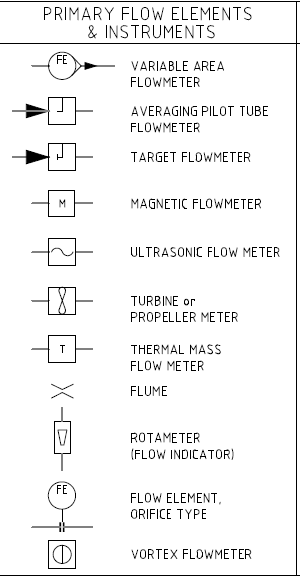 PRIMARY FLOW ELEMENTS
& INSTRUMENTS
FE
VARIABLE AREA
FLOWMETER
AVERAGING PILOT TUBE
FLOWMETER
TARGET FLOWMETER
M
MAGNETIC FLOWMETER
ULTRASONIC FLOW METER
TURBINE or
PROPELLER METER
T
THERMAL MASS
FLOW METER
FLUME
ROTAMETER
(FLOW INDICATOR)
FE
FLOW ELEMENT,
ORIFICE TYPE
VORTEX FLOWMETER